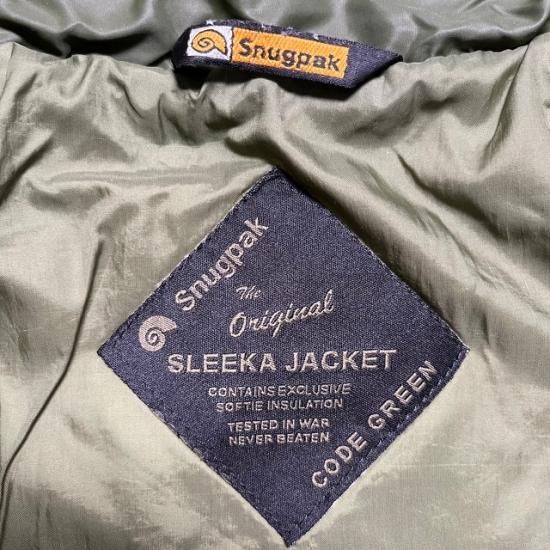 Snugpak
Snugpak
The
Original
SLEEKA JACKET
CONTAINS EXCLUSIVE
SOFTIE INSULATION
TESTED IN WAR
NEVER BEATEN
CODE GREEN